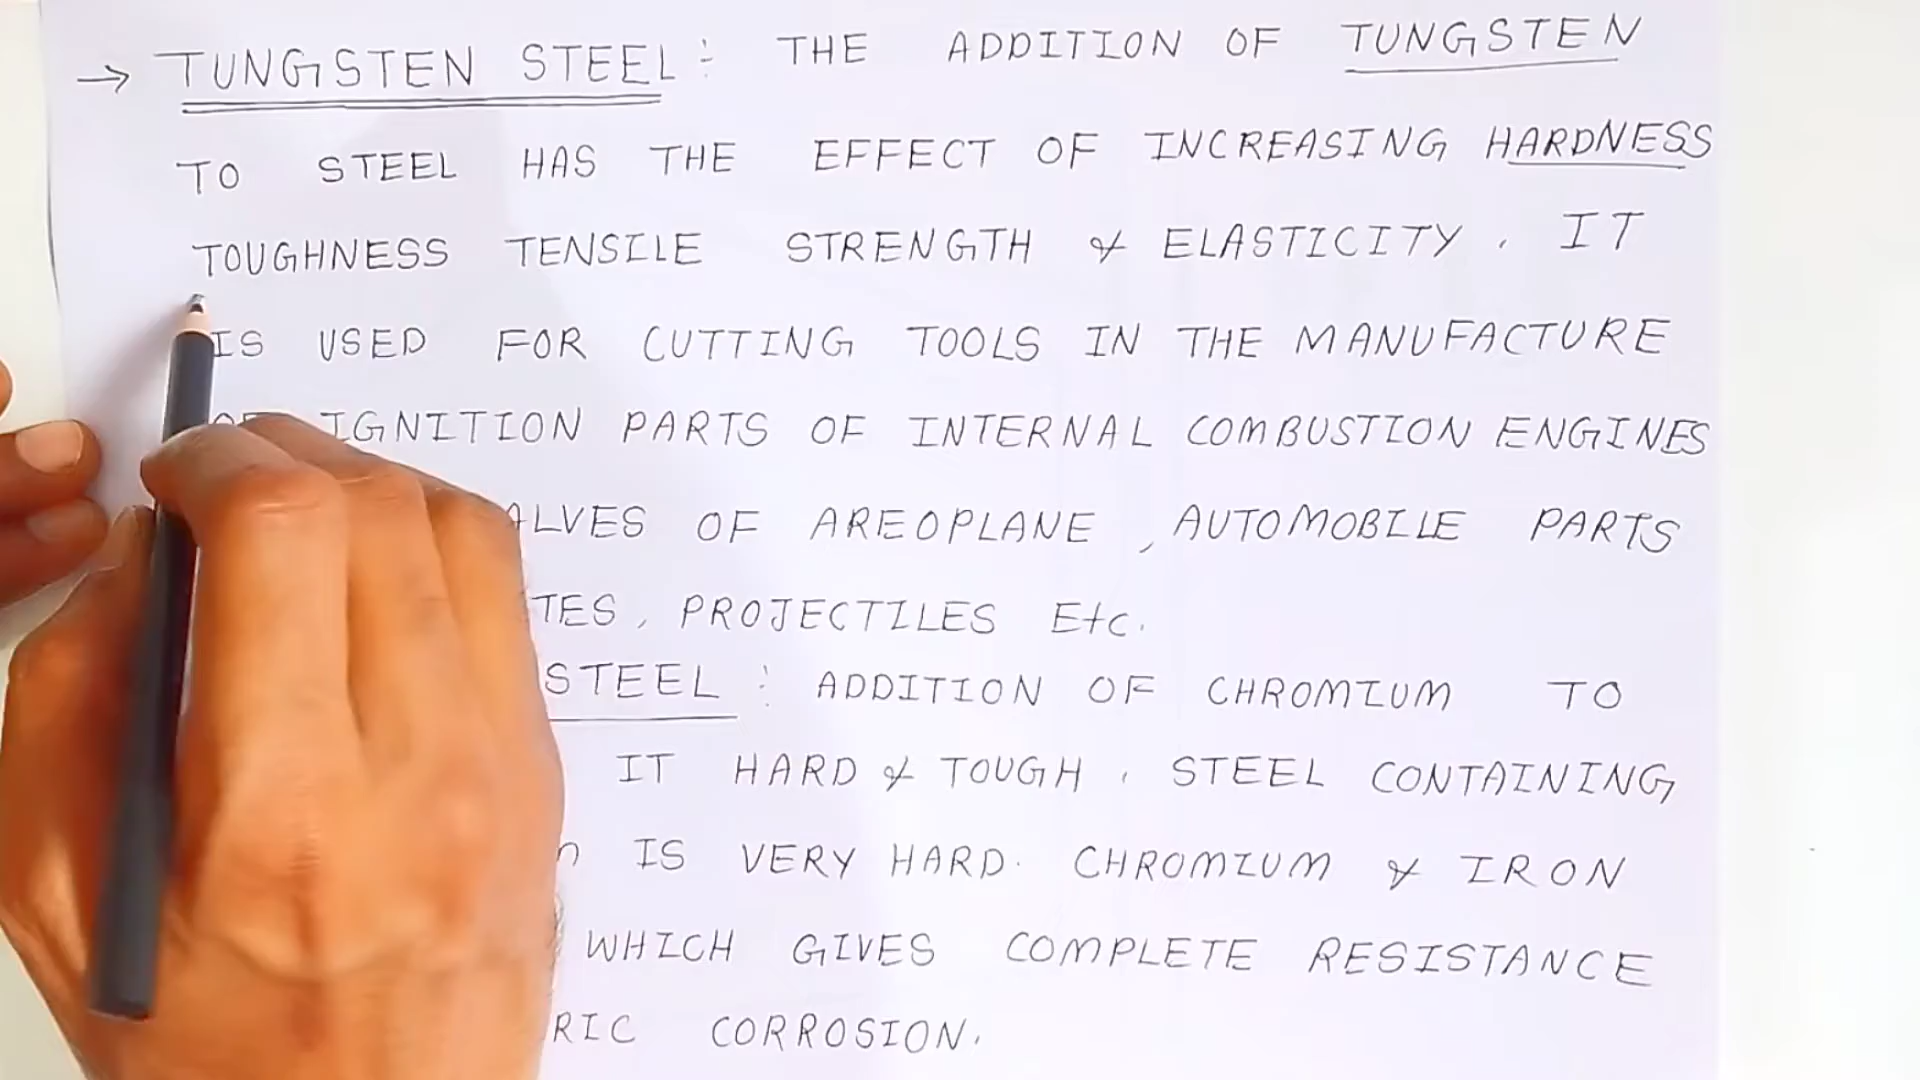 → TUNGSTEN STEEL : THE ADDITION OF TUNGSTEN
TO STEEL HAS THE EFFECT OF INCREASING HARDNESS
TOUGHNESS TENSILE STRENGTH & ELASTICITY. IT
IS USED FOR CUTTING TOOLS IN THE MANUFACTURE
IGNITION PARTS OF INTERNAL COMBUSTION ENGINES
OF AREOPLANE, AUTOMOBILE PARTS
PROJECTILES Etc.
STEEL : ADDITION OF CHROMIUM TO
IT HARD & TOUGH. STEEL CONTAINING
IS VERY HARD. CHROMIUM & IRON
WHICH GIVES COMPLETE RESISTANCE
CORROSION.